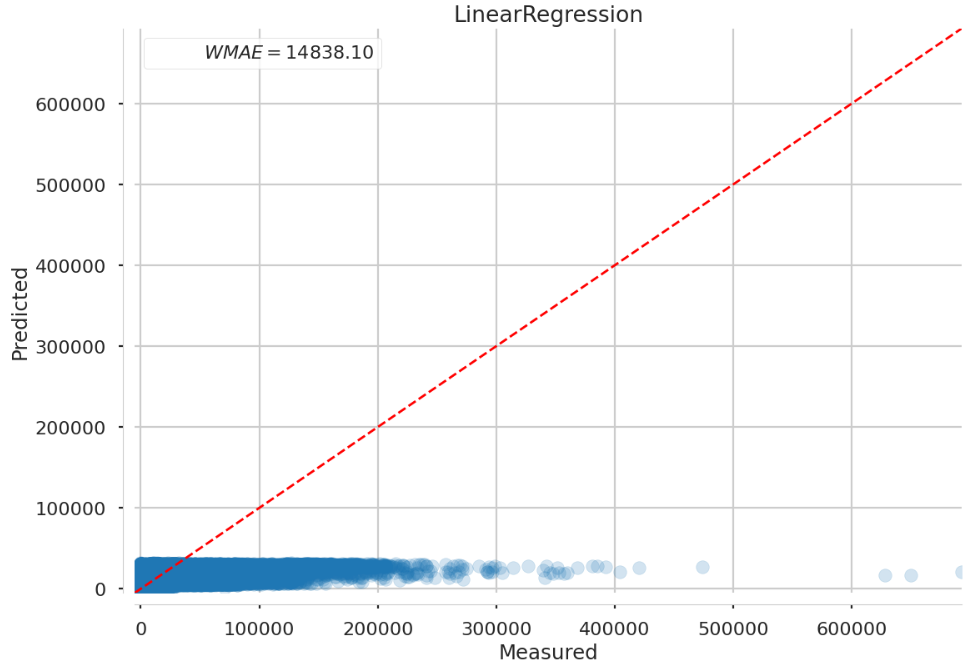 LinearRegression
WMAE = 14838.10
600000
500000
400000
300000
200000
100000
0
Predicted
0 100000 200000 300000 400000 500000 600000
Measured